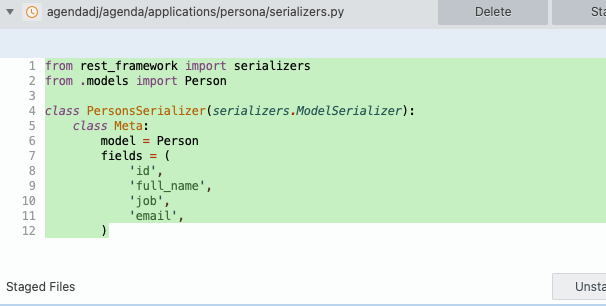 agendadj/agenda/applications/persona/serializers.py Delete Sta
1 from rest_framework import serializers
2 from .models import Person
3
4 class PersonsSerializer(serializers.ModelSerializer):
5     class Meta:
6         model = Person
7         fields = (
8             'id',
9             'full_name',
10             'job',
11             'email',
12         )
Staged Files Unsta